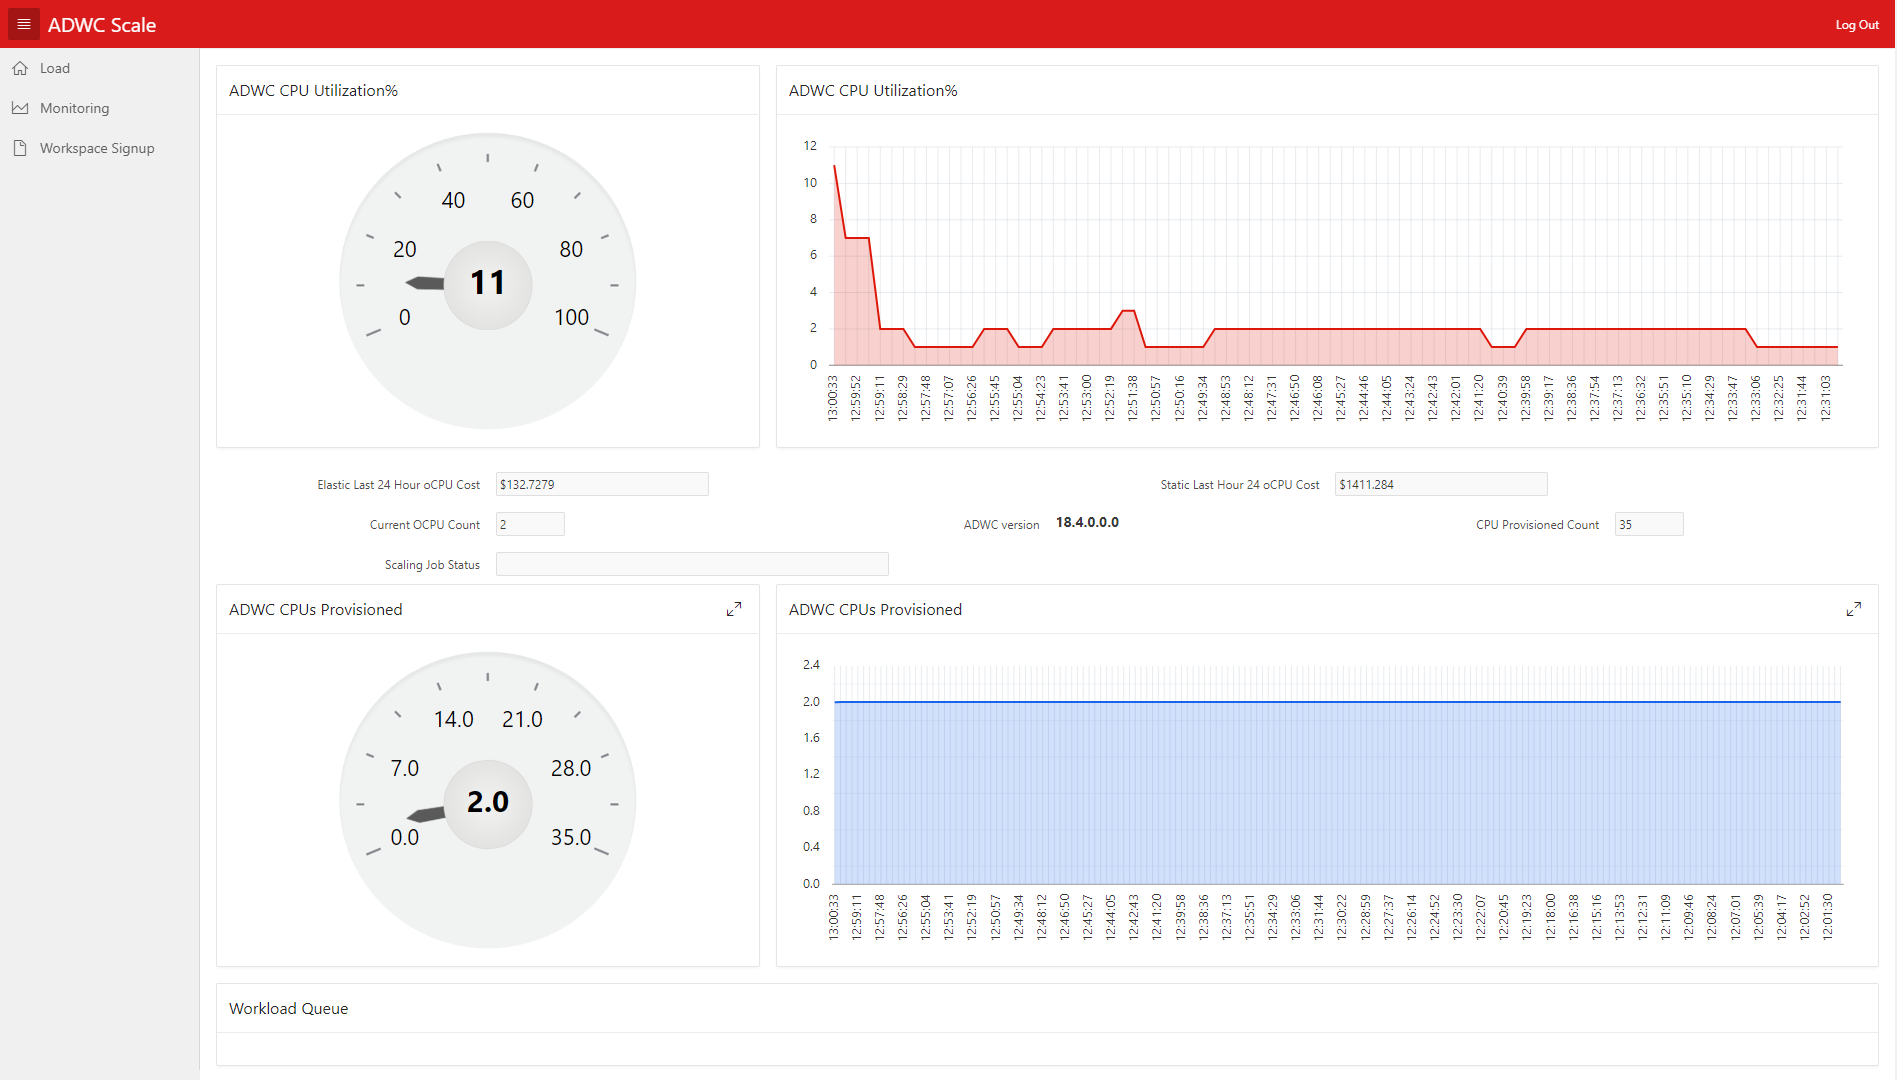 ADWC Scale
Log Out
Load
Monitoring
Workspace Signup
ADWC CPU Utilization%
0
20
40
60
80
100
11
ADWC CPU Utilization%
12
10
8
6
4
2
0
13:00:33 12:59:52 12:59:11 12:58:29 12:57:48 12:57:07 12:56:26 12:55:45 12:55:04 12:54:23 12:53:41 12:53:00 12:52:19 12:51:38 12:50:57 12:50:16 12:49:34 12:48:53 12:48:12 12:47:31 12:46:50 12:46:08 12:45:27 12:44:46 12:44:05 12:43:24 12:42:43 12:42:01 12:41:20 12:40:39 12:39:58 12:39:17 12:38:36 12:37:54 12:37:13 12:36:32 12:35:51 12:35:10 12:34:29 12:33:47 12:33:06 12:32:25 12:31:44 12:31:03
Elastic Last 24 Hour oCPU Cost $132.7279
Static Last Hour 24 oCPU Cost $1411.284
Current OCPU Count 2
ADWC version 18.4.0.0.0
CPU Provisioned Count 35
Scaling Job Status
ADWC CPUs Provisioned
0.0
7.0
14.0
21.0
28.0
35.0
2.0
ADWC CPUs Provisioned
2.4
2.0
1.6
1.2
0.8
0.4
0.0
13:00:33 12:59:11 12:57:48 12:56:26 12:55:04 12:53:41 12:52:19 12:50:57 12:49:34 12:48:12 12:46:50 12:45:27 12:44:05 12:42:43 12:41:20 12:39:58 12:38:36 12:37:13 12:35:51 12:34:29 12:33:06 12:31:44 12:30:22 12:28:59 12:27:37 12:26:14 12:24:52 12:23:30 12:22:07 12:20:45 12:19:23 12:18:00 12:16:38 12:15:16 12:13:53 12:12:31 12:11:09 12:09:46 12:08:24 12:07:01 12:05:39 12:04:17 12:02:52 12:01:30
Workload Queue